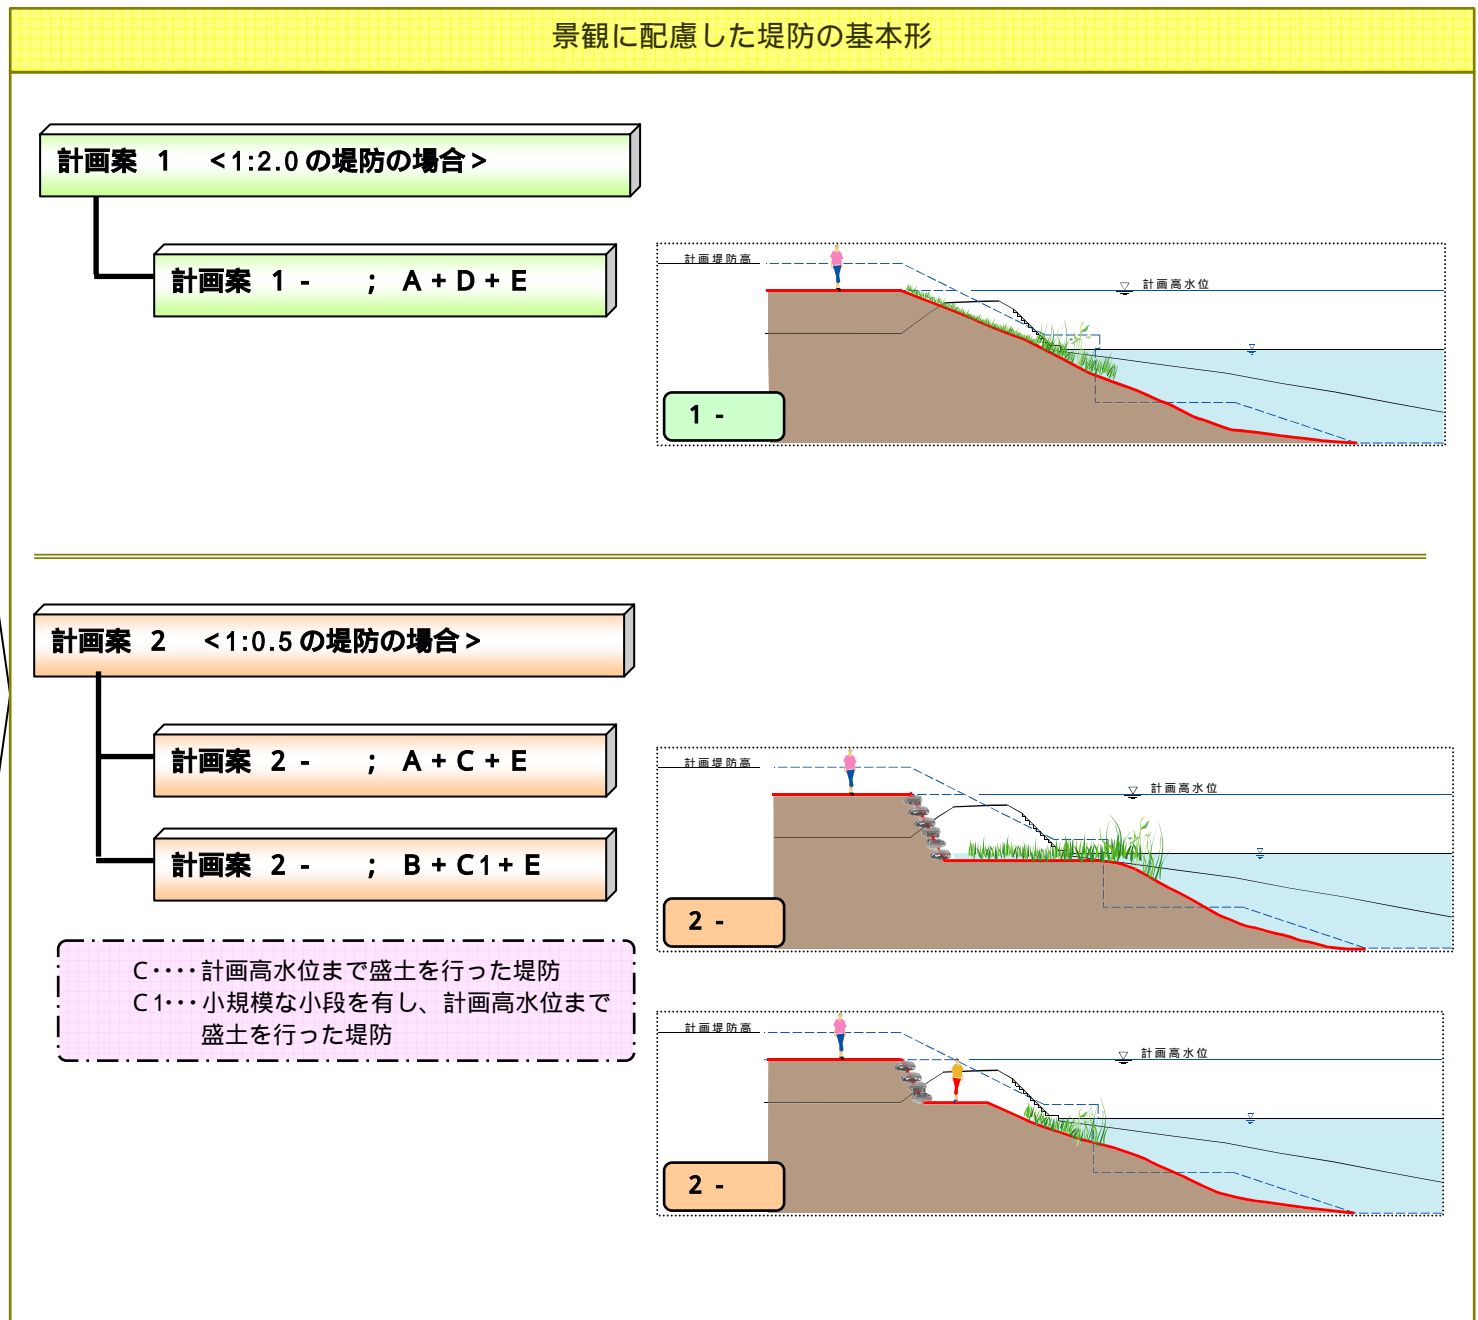 景観に配慮した堤防の基本形
計画案 1 <1:2.0の堤防の場合>
計画案 1 - ; A+D+E
計画堤防高
計画高水位
1 -
計画案 2 <1:0.5の堤防の場合>
計画案 2 - ; A+C+E
計画案 2 - ; B+C1+E
計画堤防高
計画高水位
2 -
C‥‥計画高水位まで盛土を行った堤防
C1‥・小規模な小段を有し、計画高水位まで
盛土を行った堤防
計画堤防高
計画高水位
2 -